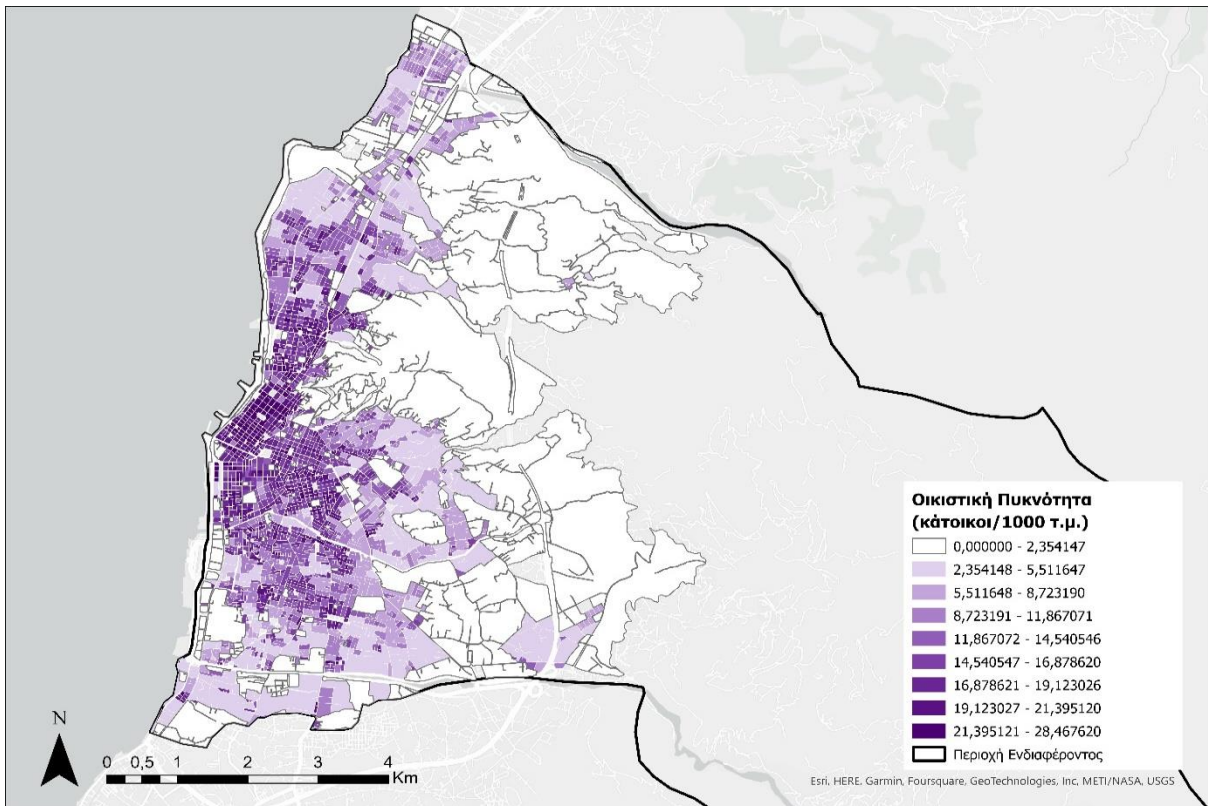 Οικιστική Πυκνότητα
(κάτοικοι/1000 τ.μ.)
0,000000 - 2,354147
2,354148 - 5,511647
5,511648 - 8,723190
8,723191 - 11,867071
11,867072 - 14,540546
14,540547 - 16,878620
16,878621 - 19,123026
19,123027 - 21,395120
21,395121 - 28,467620
Περιοχή Ενδιαφέροντος
N
0 0,5 1 2 3 4
Km
Esri, HERE, Garmin, Foursquare, GeoTechnologies, Inc, METI/NASA, USGS